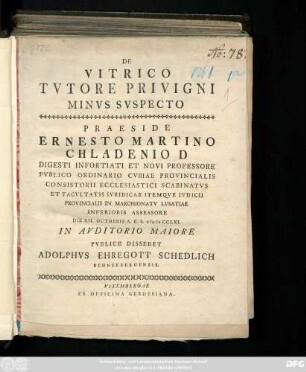 DE
VITRICO
TVTORE PRIVIGNI
MINVS SVSPECTO
PRAESIDE
ERNESTO MARTINO
CHLADENIO D
DIGESTI INFORTIATI ET NOVI PROFESSORE
PVBLICO ORDINARIO CVRIAE PROVINCIALIS
CONSISTORII ECCLESIASTICI SCABINATVS
ET FACVLTATIS IVRIDICAE ITEMQVE IVDICII
PROVINCIALIS IN MARCHIONATV LVSATIAE
INFERIORIS ASSESSORE
IN AVDITORIO MAIORE
PVBLICE DISSERET
ADOLPHVS EHREGOTT SCHEDLICH
VITEMBERGAE
EX OFFICINA GERDESIANA.